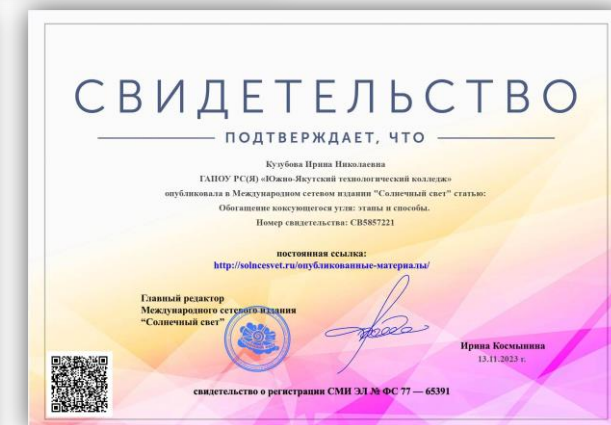 СВИДЕТЕЛЬСТВО
ПОДТВЕРЖДАЕТ, ЧТО
Кузубова Ирина Николаевна
ГАПОУ РС(Я) «Южно-Якутский технологический колледж»
опубликовала в Международном сетевом издании "Солнечный свет" статью:
Обогащение коксующегося угля: этапы и способы.
Номер свидетельства: СВ5857221
постоянная ссылка:
http://solncesvet.ru/опубликованные-материалы/
Главный редактор
Международного сетевого издания
“Солнечный свет”
Ирина Космынина
13.11.2023 г.
свидетельство о регистрации СМИ ЭЛ № ФС 77 — 65391